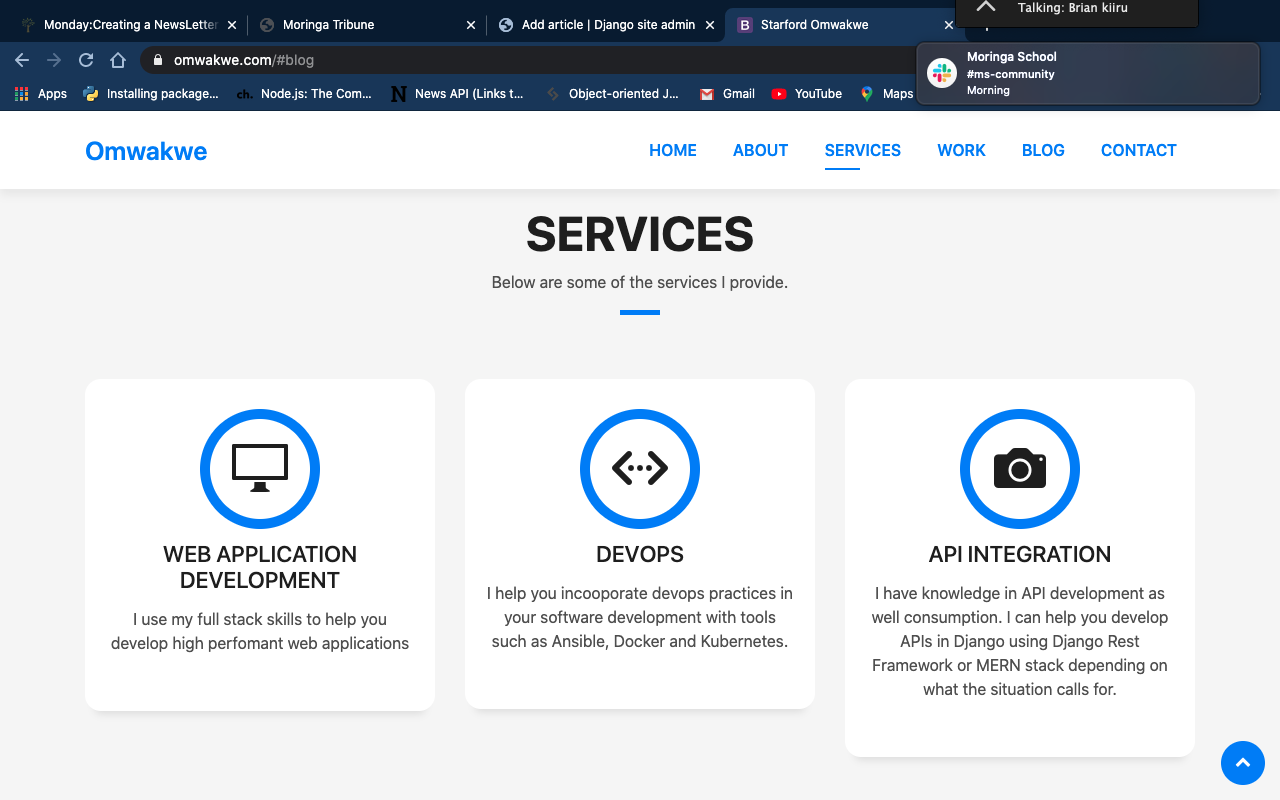 Monday:Creating a NewsLetter
Moringa Tribune
Add article | Django site admin
B Starford Omwakwe
Talking: Brian kiiru
omwakwe.com/#blog
Moringa School
#ms-community
Morning
Apps
Installing package...
ch. Node.js: The Com...
N News API (Links t...
Object-oriented J...
Gmail
YouTube
Maps
Omwakwe
HOME
ABOUT
SERVICES
WORK
BLOG
CONTACT
SERVICES
Below are some of the services I provide.
WEB APPLICATION
DEVELOPMENT
I use my full stack skills to help you
develop high perfomant web applications
DEVOPS
I help you incooporate devops practices in
your software development with tools
such as Ansible, Docker and Kubernetes.
API INTEGRATION
I have knowledge in API development as
well consumption. I can help you develop
APIs in Django using Django Rest
Framework or MERN stack depending on
what the situation calls for.